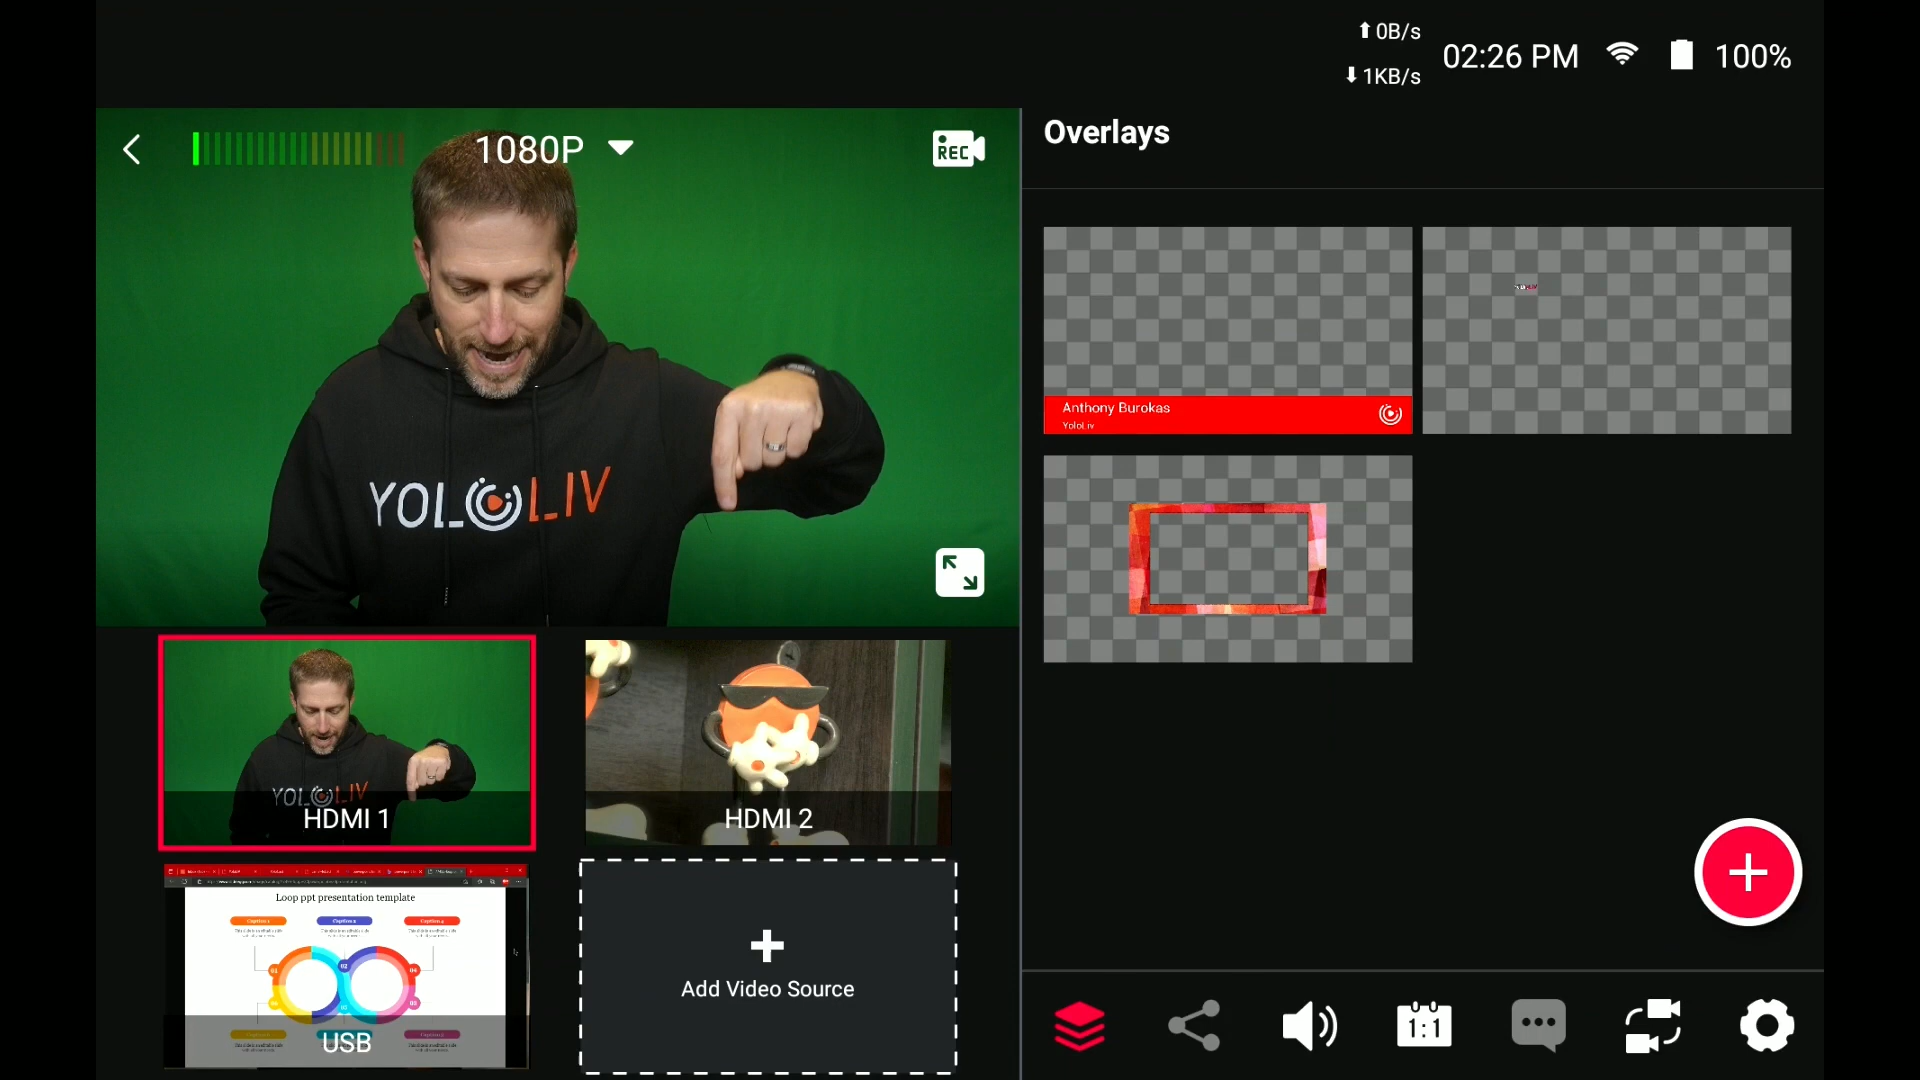 0B/s
1KB/s
02:26 PM
100%
1080P
REC
Overlays
YOLOLIV
Anthony Burokas
YoloLiv
YOLOLIV
HDMI 1
HDMI 2
Loop ppt presentation template
USB
Add Video Source
1:1